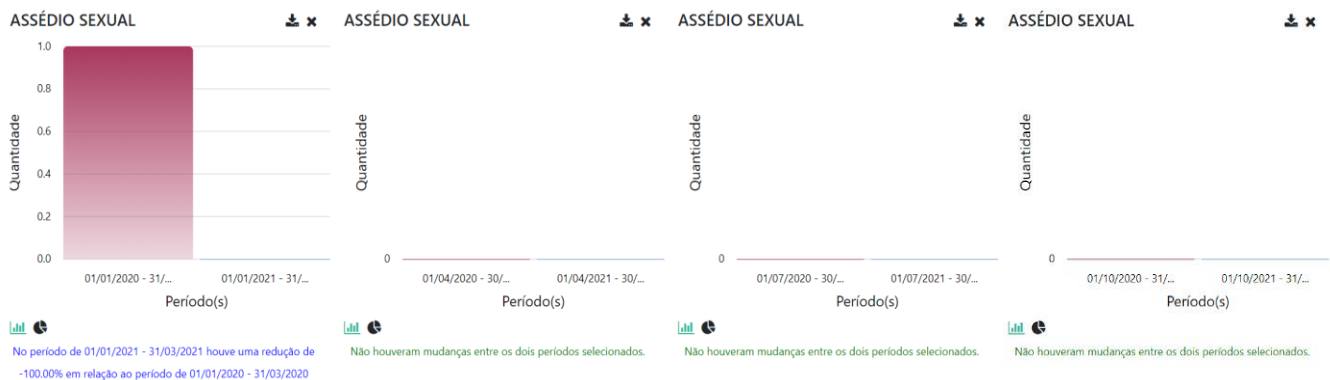 ASSÉDIO SEXUAL
Quantidade
1.0
0.8
0.6
0.4
0.2
0.0
01/01/2020 - 31/... 01/01/2021 - 31/...
Período(s)
No período de 01/01/2021 - 31/03/2021 houve uma redução de
-100.00% em relação ao período de 01/01/2020 - 31/03/2020
ASSÉDIO SEXUAL
Quantidade
0
01/04/2020 - 30/... 01/04/2021 - 30/...
Período(s)
Não houveram mudanças entre os dois períodos selecionados.
ASSÉDIO SEXUAL
Quantidade
0
01/07/2020 - 30/... 01/07/2021 - 30/...
Período(s)
Não houveram mudanças entre os dois períodos selecionados.
ASSÉDIO SEXUAL
Quantidade
0
01/10/2020 - 31/... 01/10/2021 - 31/...
Período(s)
Não houveram mudanças entre os dois períodos selecionados.